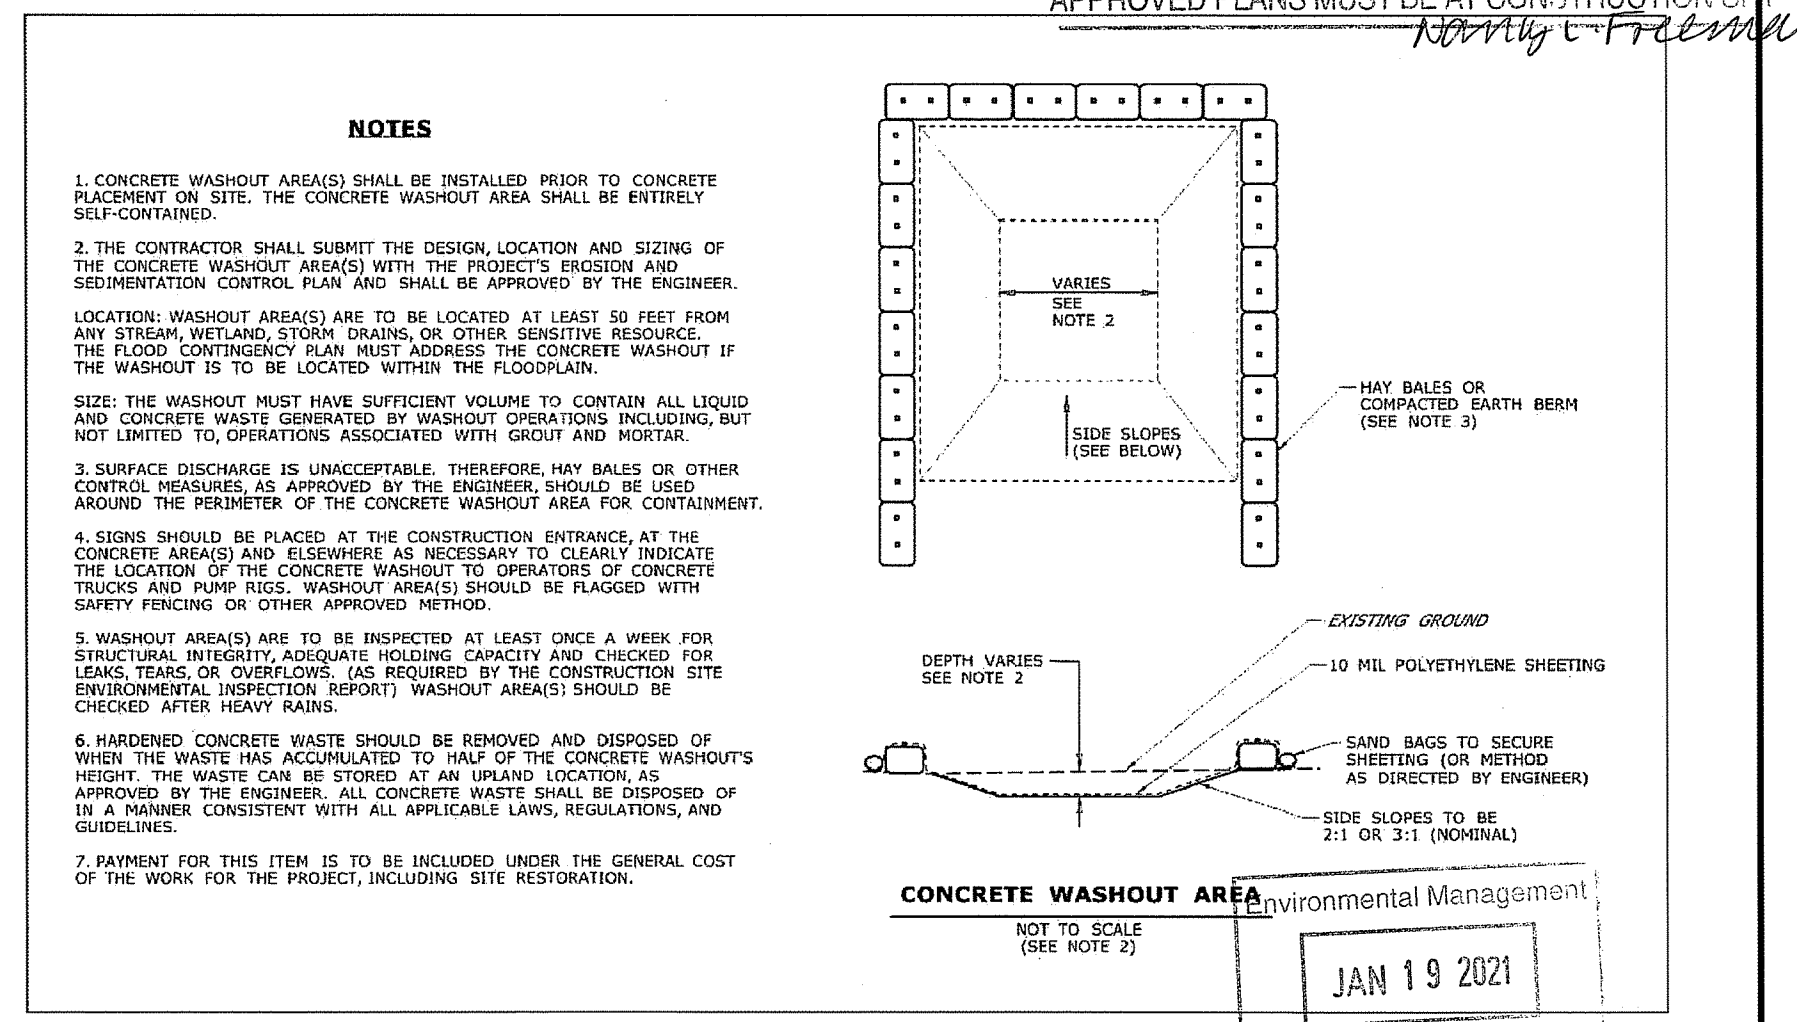 APPROVED PLANS MUST BE AT CONSTRUCTION
NOTES
1. CONCRETE WASHOUT AREA(S) SHALL BE INSTALLED PRIOR TO CONCRETE
PLACEMENT ON SITE. THE CONCRETE WASHOUT AREA SHALL BE ENTIRELY
SELF-CONTAINED.
2. THE CONTRACTOR SHALL SUBMIT THE DESIGN, LOCATION AND SIZING OF
THE CONCRETE WASHOUT AREA(S) WITH THE PROJECT'S EROSION AND
SEDIMENTATION CONTROL PLAN AND SHALL BE APPROVED BY THE ENGINEER.
LOCATION: WASHOUT AREA(S) ARE TO BE LOCATED AT LEAST 50 FEET FROM
ANY STREAM, WETLAND, STORM DRAINS, OR OTHER SENSITIVE RESOURCE.
THE FLOOD CONTINGENCY PLAN MUST ADDRESS THE CONCRETE WASHOUT IF
THE WASHOUT IS TO BE LOCATED WITHIN THE FLOODPLAIN.
SIZE: THE WASHOUT MUST HAVE SUFFICIENT VOLUME TO CONTAIN ALL LIQUID
AND CONCRETE WASTE GENERATED BY WASHOUT OPERATIONS INCLUDING, BUT
NOT LIMITED TO, OPERATIONS ASSOCIATED WITH GROUT AND MORTAR.
3. SURFACE DISCHARGE IS UNACCEPTABLE. THEREFORE, HAY BALES OR OTHER
CONTROL MEASURES, AS APPROVED BY THE ENGINEER, SHOULD BE USED
AROUND THE PERIMETER OF THE CONCRETE WASHOUT AREA FOR CONTAINMENT.
4. SIGNS SHOULD BE PLACED AT THE CONSTRUCTION ENTRANCE, AT THE
CONCRETE AREA(S) AND ELSEWHERE AS NECESSARY TO CLEARLY INDICATE
THE LOCATION OF THE CONCRETE WASHOUT TO OPERATORS OF CONCRETE
TRUCKS AND PUMP RIGS. WASHOUT AREA(S) SHOULD BE FLAGGED WITH
SAFETY FENCING OR OTHER APPROVED METHOD.
5. WASHOUT AREA(S) ARE TO BE INSPECTED AT LEAST ONCE A WEEK FOR
STRUCTURAL INTEGRITY, ADEQUATE HOLDING CAPACITY AND CHECKED FOR
LEAKS, TEARS, OR OVERFLOWS. (AS REQUIRED BY THE CONSTRUCTION SITE
ENVIRONMENTAL INSPECTION REPORT) WASHOUT AREA(S) SHOULD BE
CHECKED AFTER HEAVY RAINS.
6. HARDENED CONCRETE WASTE SHOULD BE REMOVED AND DISPOSED OF
WHEN THE WASTE HAS ACCUMULATED TO HALF OF THE CONCRETE WASHOUT'S
HEIGHT. THE WASTE CAN BE STORED AT AN UPLAND LOCATION, AS
APPROVED BY THE ENGINEER. ALL CONCRETE WASTE SHALL BE DISPOSED OF
IN A MANNER CONSISTENT WITH ALL APPLICABLE LAWS, REGULATIONS, AND
GUIDELINES.
7. PAYMENT FOR THIS ITEM IS TO BE INCLUDED UNDER THE GENERAL COST
OF THE WORK FOR THE PROJECT, INCLUDING SITE RESTORATION.
VARIES
SEE
NOTE 2
SIDE SLOPES
(SEE BELOW)
HAY BALES OR
COMPACTED EARTH BERM
(SEE NOTE 3)
EXISTING GROUND
DEPTH VARIES
SEE NOTE 2
10 MIL POLYETHYLENE SHEETING
SAND BAGS TO SECURE
SHEETING (OR METHOD
AS DIRECTED BY ENGINEER)
SIDE SLOPES TO BE
2:1 OR 3:1 (NOMINAL)
CONCRETE WASHOUT AREA
NOT TO SCALE
(SEE NOTE 2)
Environmental Management
JAN 19 2021